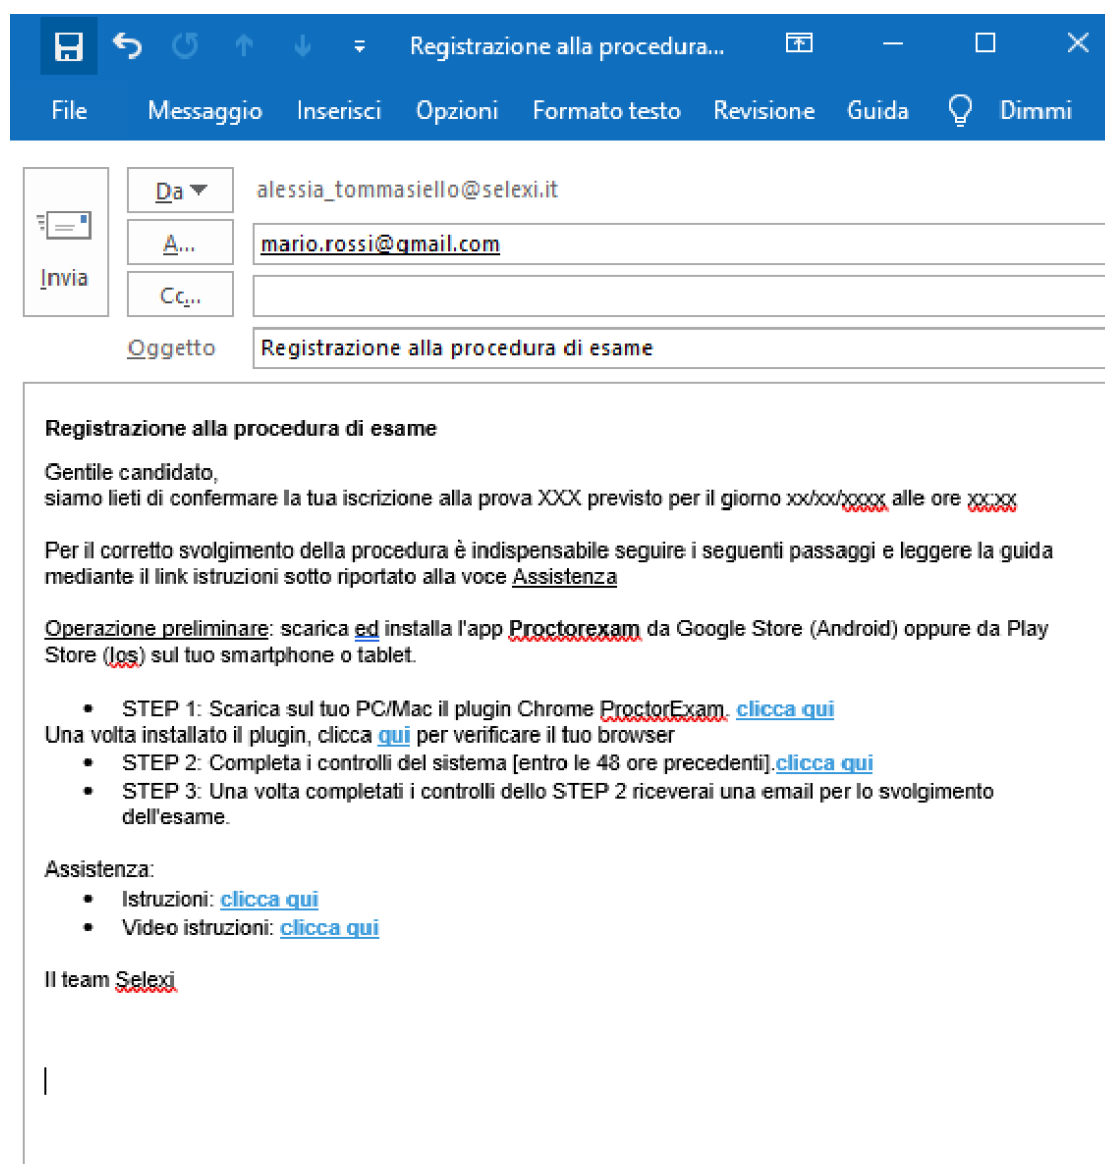 Registrazione alla procedura...
File Messaggio Inserisci Opzioni Formato testo Revisione Guida Dimmi
Invia
Da alessia_tommasiello@selexi.it
A... mario.rossi@gmail.com
Cc...
Oggetto Registrazione alla procedura di esame
Registrazione alla procedura di esame
Gentile candidato,
siamo lieti di confermare la tua iscrizione alla prova XXX previsto per il giorno xx/xx/xxxx alle ore xx:xx
Per il corretto svolgimento della procedura è indispensabile seguire i seguenti passaggi e leggere la guida
mediante il link istruzioni sotto riportato alla voce Assistenza
Operazione preliminare: scarica ed installa l'app Proctorexam da Google Store (Android) oppure da Play
Store (Ios) sul tuo smartphone o tablet.
• STEP 1: Scarica sul tuo PC/Mac il plugin Chrome ProctorExam. clicca qui
Una volta installato il plugin, clicca qui per verificare il tuo browser
• STEP 2: Completa i controlli del sistema [entro le 48 ore precedenti].clicca qui
• STEP 3: Una volta completati i controlli dello STEP 2 riceverai una email per lo svolgimento
dell'esame.
Assistenza:
• Istruzioni: clicca qui
• Video istruzioni: clicca qui
Il team Selexi